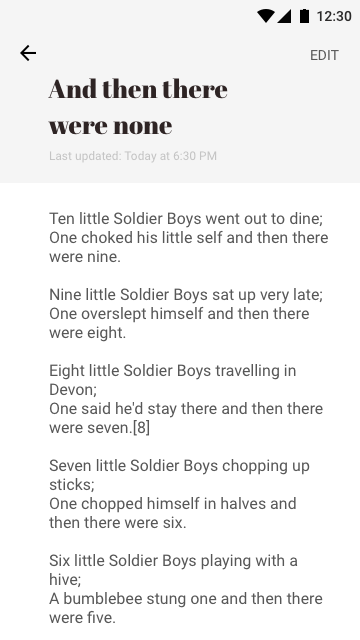 12:30
EDIT
And then there
were none
Last updated: Today at 6:30 PM
Ten little Soldier Boys went out to dine;
One choked his little self and then there
were nine.
Nine little Soldier Boys sat up very late;
One overslept himself and then there
were eight.
Eight little Soldier Boys travelling in
Devon;
One said he'd stay there and then there
were seven.[8]
Seven little Soldier Boys chopping up
sticks;
One chopped himself in halves and
then there were six.
Six little Soldier Boys playing with a
hive;
A bumblebee stung one and then there
were five.